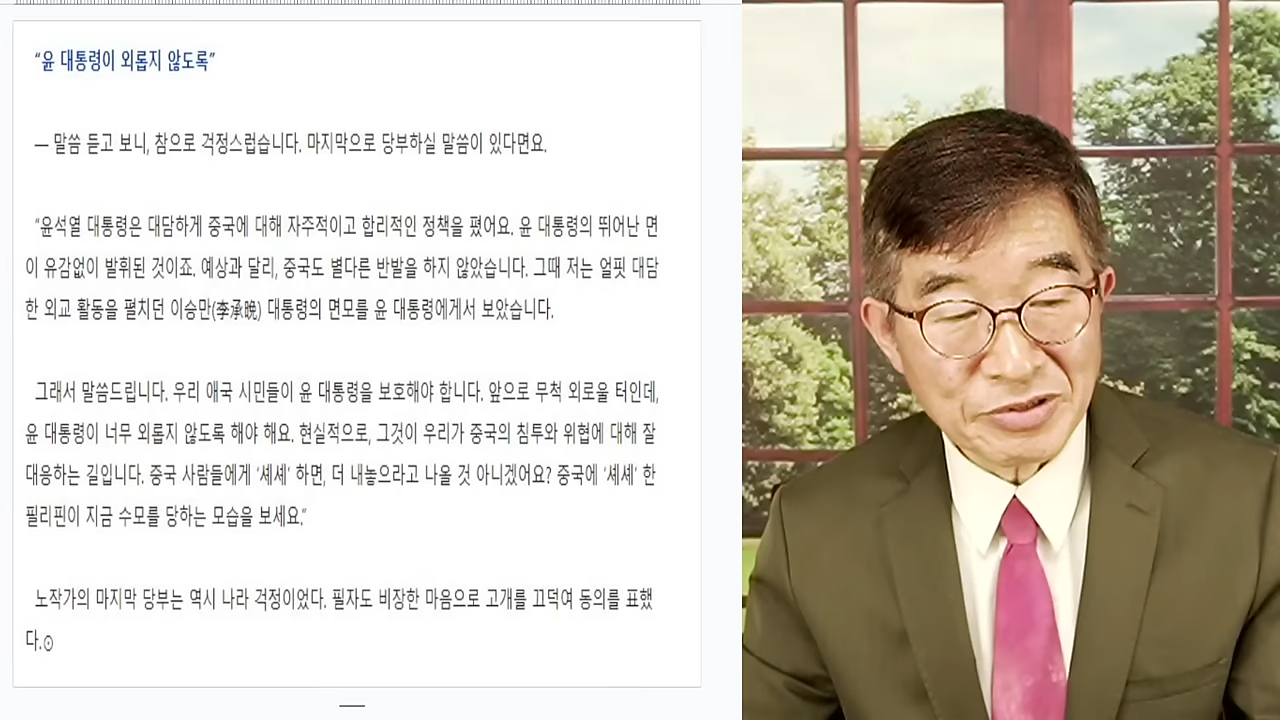 “윤 대통령이 외롭지 않도록”
— 말씀 듣고 보니, 참으로 걱정스럽습니다. 마지막으로 당부하실 말씀이 있다면요.
“윤석열 대통령은 대담하게 중국에 대해 자주적이고 합리적인 정책을 폈어요. 윤 대통령의 뛰어난 면
이 유감없이 발휘된 것이죠. 예상과 달리, 중국도 별다른 반발을 하지 않았습니다. 그때 저는 얼핏 대담
한 외교 활동을 펼치던 이승만(李承晩) 대통령의 면모를 윤 대통령에게서 보았습니다.
그래서 말씀드립니다. 우리 애국 시민들이 윤 대통령을 보호해야 합니다. 앞으로 무척 외로울 터인데,
윤 대통령이 너무 외롭지 않도록 해야 해요. 현실적으로, 그것이 우리가 중국의 침투와 위협에 대해 잘
대응하는 길입니다. 중국 사람들에게 ‘셰셰’ 하면, 더 내놓으라고 나올 것 아니겠어요? 중국에 ‘셰셰’ 한
필리핀이 지금 수모를 당하는 모습을 보세요.”
노작가의 마지막 당부는 역시 나라 걱정이었다. 필자도 비장한 마음으로 고개를 끄덕여 동의를 표했
다.⊙